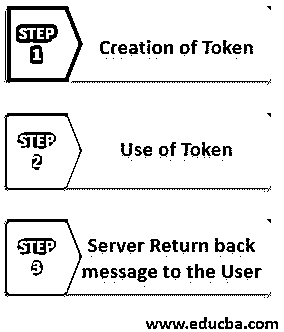 STEP
1
Creation of Token
STEP
2
Use of Token
STEP
3
Server Return back
message to the User
www.educba.com